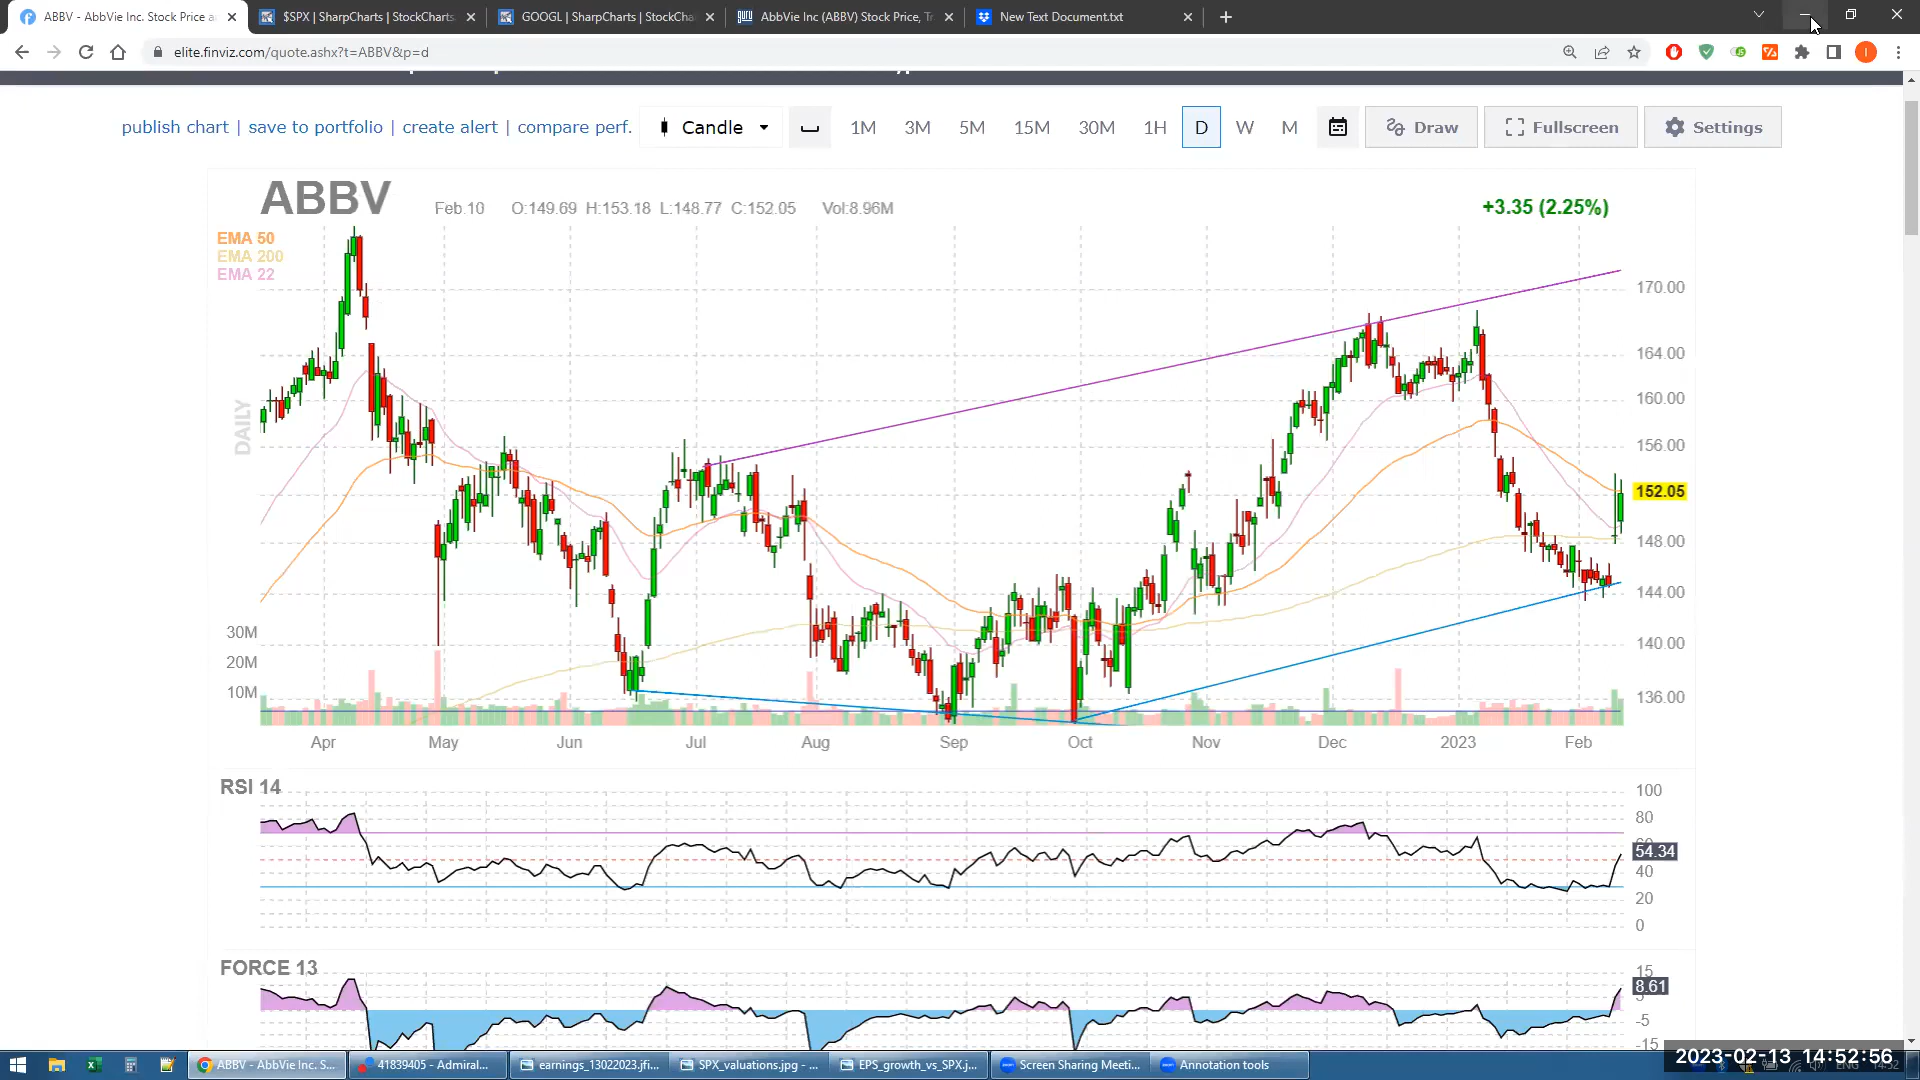 ABBV - AbbVie Inc. Stock Price a
$SPX | SharpCharts | StockCharts.
GOOGL | SharpCharts | StockCha
AbbVie Inc (ABBV) Stock Price, Tr
New Text Document.txt
elite.finviz.com/quote.ashx?t=ABBV&p=d
publish chart | save to portfolio | create alert | compare perf.
Candle
1M 3M 5M 15M 30M 1H D W M
Draw
Fullscreen
Settings
ABBV
Feb.10 O:149.69 H:153.18 L:148.77 C:152.05 Vol:8.96M
+3.35 (2.25%)
EMA 50
EMA 200
EMA 22
DAILY
170.00
164.00
160.00
156.00
152.05
148.00
144.00
140.00
136.00
30M
20M
10M
Apr May Jun Jul Aug Sep Oct Nov Dec 2023 Feb
RSI 14
100
80
54.34
40
20
0
FORCE 13
15
8.61
-5
-15
ABBV - AbbVie Inc. S...
41839405 - Admiral...
earnings_13022023.jfi...
SPX_valuations.jpg - ...
EPS_growth_vs_SPX.j...
Screen Sharing Meeti...
Annotation tools
2023-02-13 14:52:56